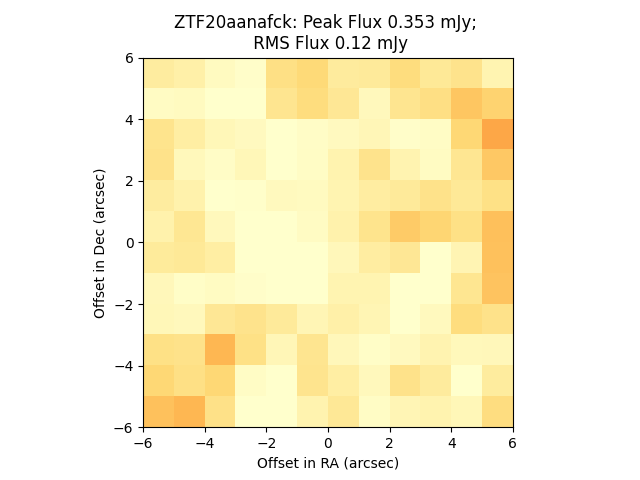 ZTF20aanafck: Peak Flux 0.353 mJy;
RMS Flux 0.12 mJy
6
4
2
0
−2
−4
−6
Offset in Dec (arcsec)
−6 −4 −2 0 2 4 6
Offset in RA (arcsec)